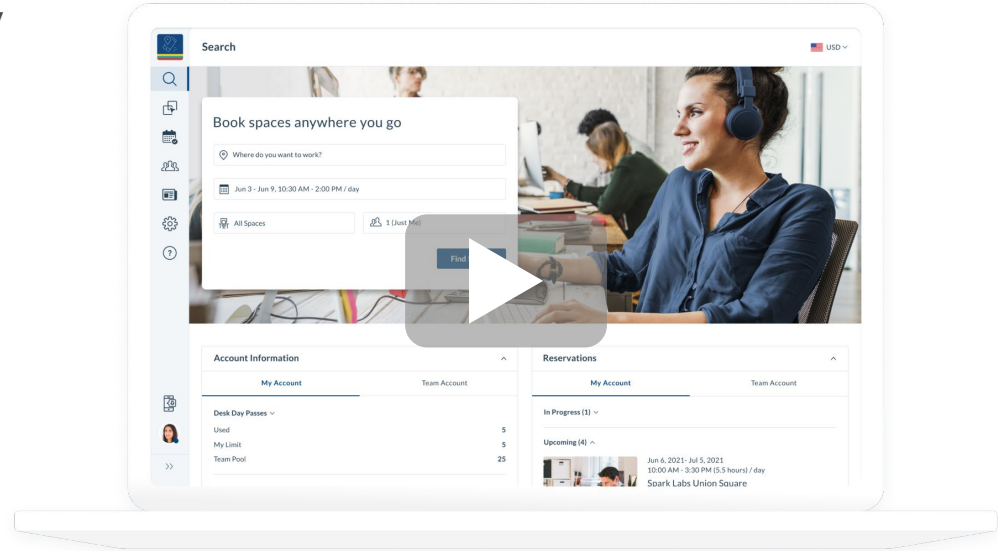 Search
USD
Book spaces anywhere you go
Where do you want to work?
Jun 3 - Jun 9, 10:30 AM - 2:00 PM / day
All Spaces
1 (Just Me)
Find
Account Information
My Account
Team Account
Desk Day Passes
Used 5
My Limit 5
Team Pool 25
Reservations
My Account
Team Account
In Progress (1)
Upcoming (4)
Jun 6, 2021- Jul 5, 2021
10:00 AM - 3:30 PM (5.5 hours) / day
Spark Labs Union Square